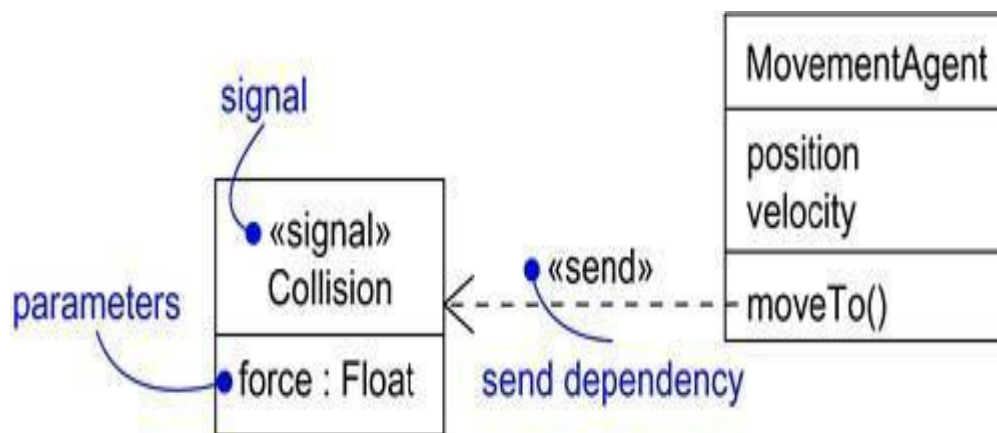 MovementAgent
position
velocity
moveTo()
signal
«signal»
Collision
parameters
force : Float
«send»
send dependency